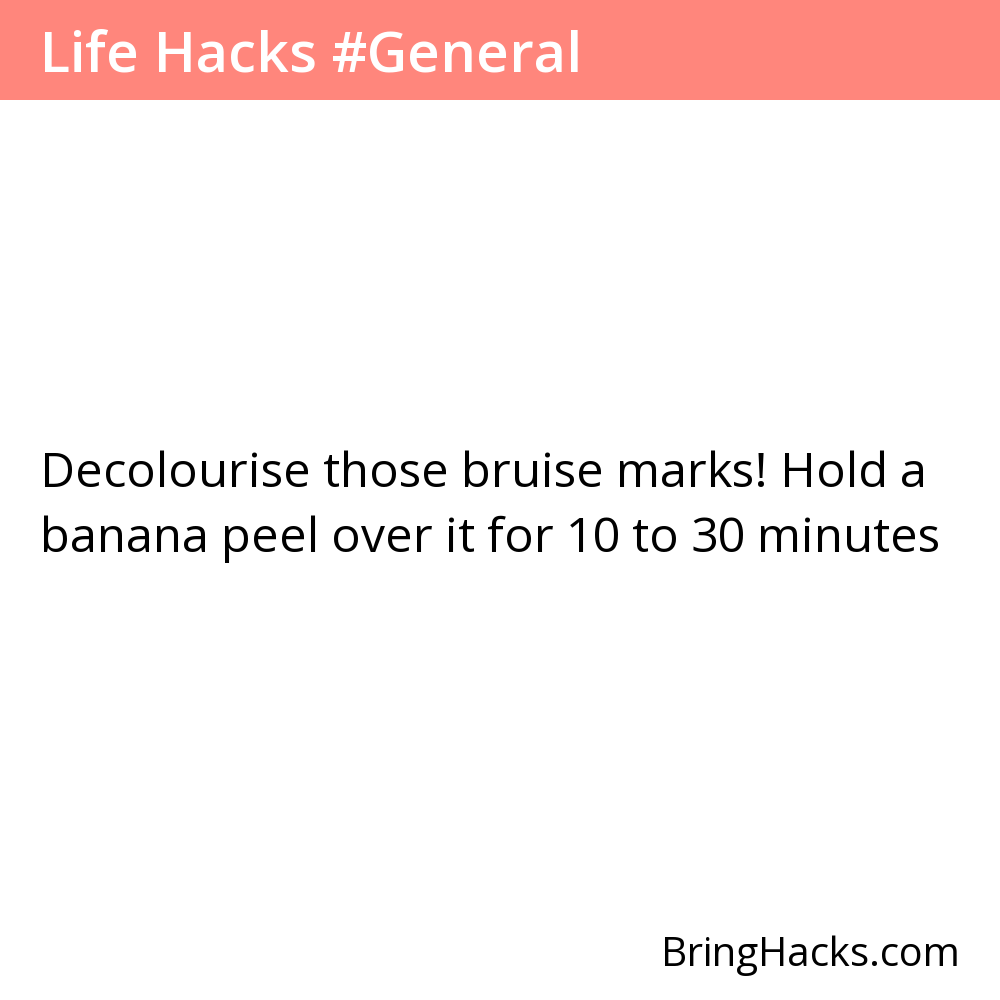 Life Hacks #General
Decolourise those bruise marks! Hold a
banana peel over it for 10 to 30 minutes
BringHacks.com